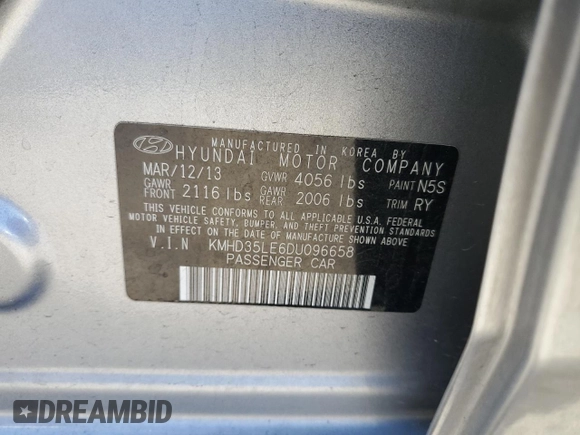 MANUFACTURED IN KOREA BY
HYUNDAI MOTOR COMPANY
MAR/12/13 GVWR 4056 lbs PAINT N5S
GAWR FRONT 2116 lbs GAWR REAR 2006 lbs TRIM RY
THIS VEHICLE CONFORMS TO ALL APPLICABLE U.S.A. FEDERAL
MOTOR VEHICLE SAFETY, BUMPER, AND THEFT PREVENTION STANDARDS
IN EFFECT ON THE DATE OF MANUFACTURE SHOWN ABOVE
V.I.N KMHD35LE6DU096658
PASSENGER CAR
DREAMBID